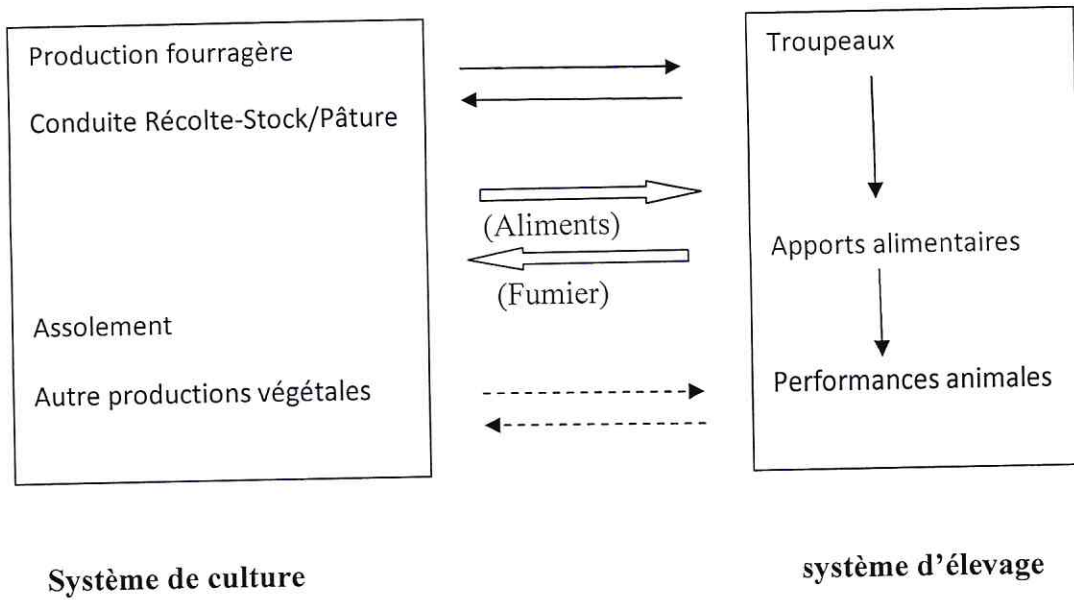 Production fourragère
Conduite Récolte-Stock/Pâture
Assolement
Autre productions végétales
(Aliments)
(Fumier)
Troupeaux
Apports alimentaires
Performances animales
Système de culture
système d’élevage